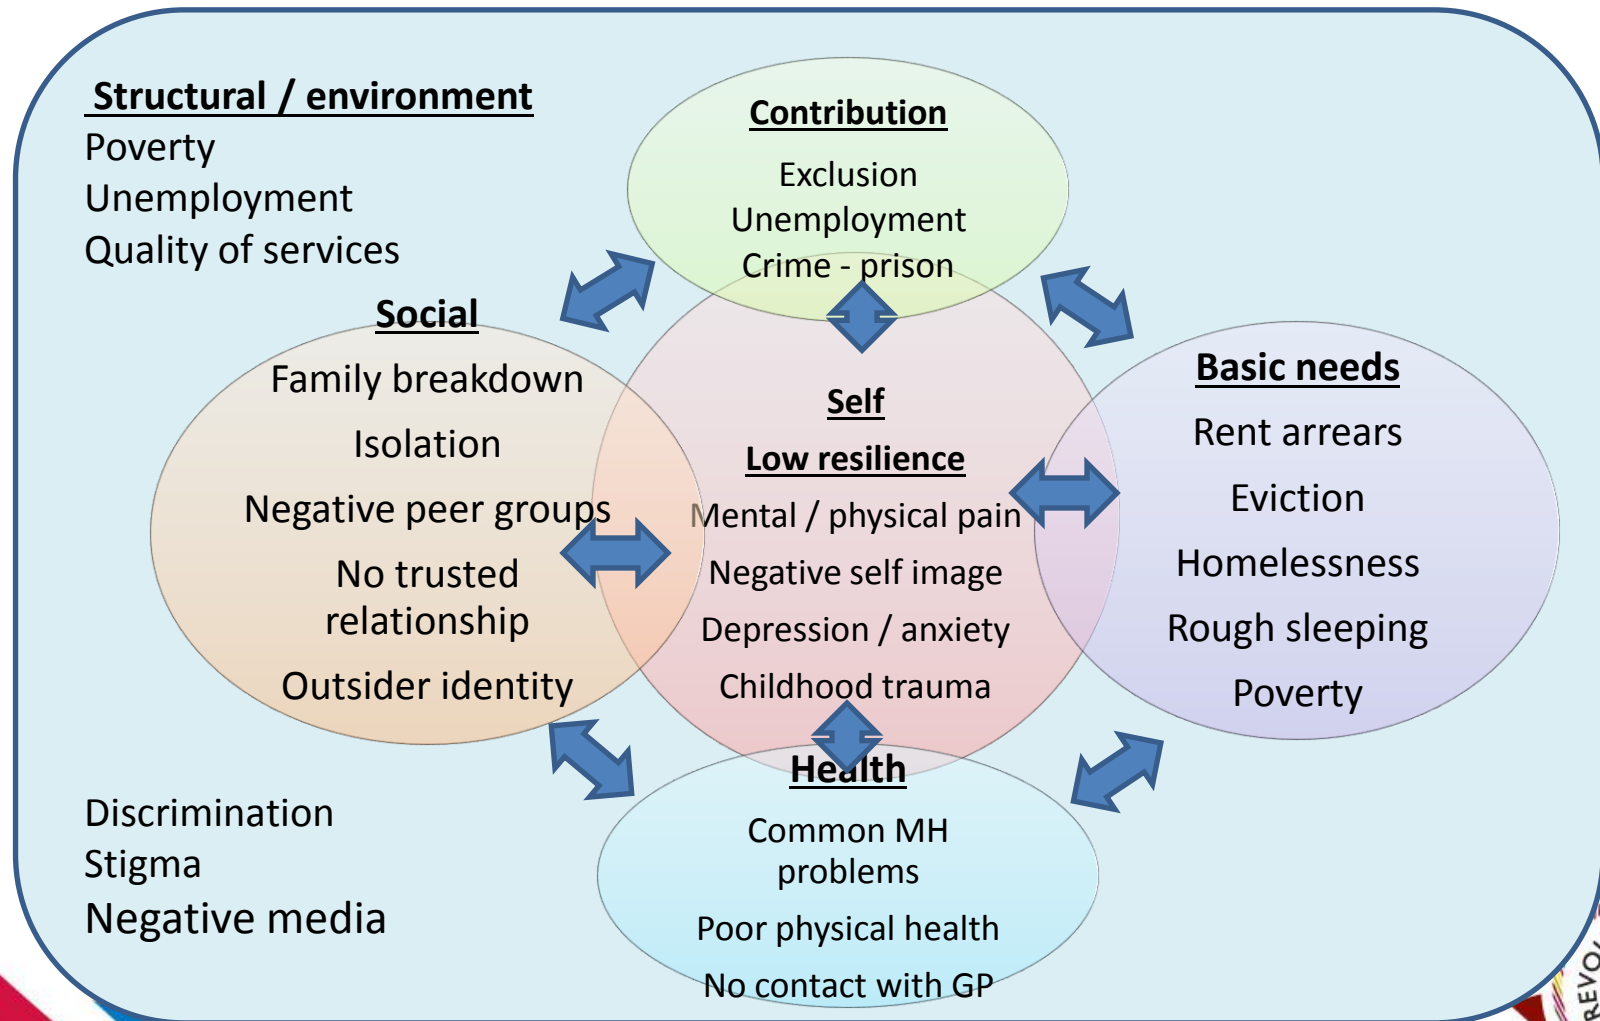 Structural / environment
Poverty
Unemployment
Quality of services
Contribution
Exclusion
Unemployment
Crime - prison
Social
Family breakdown
Isolation
Negative peer groups
No trusted
relationship
Outsider identity
Self
Low resilience
Mental / physical pain
Negative self image
Depression / anxiety
Childhood trauma
Basic needs
Rent arrears
Eviction
Homelessness
Rough sleeping
Poverty
Health
Common MH
problems
Poor physical health
No contact with GP
Discrimination
Stigma
Negative media